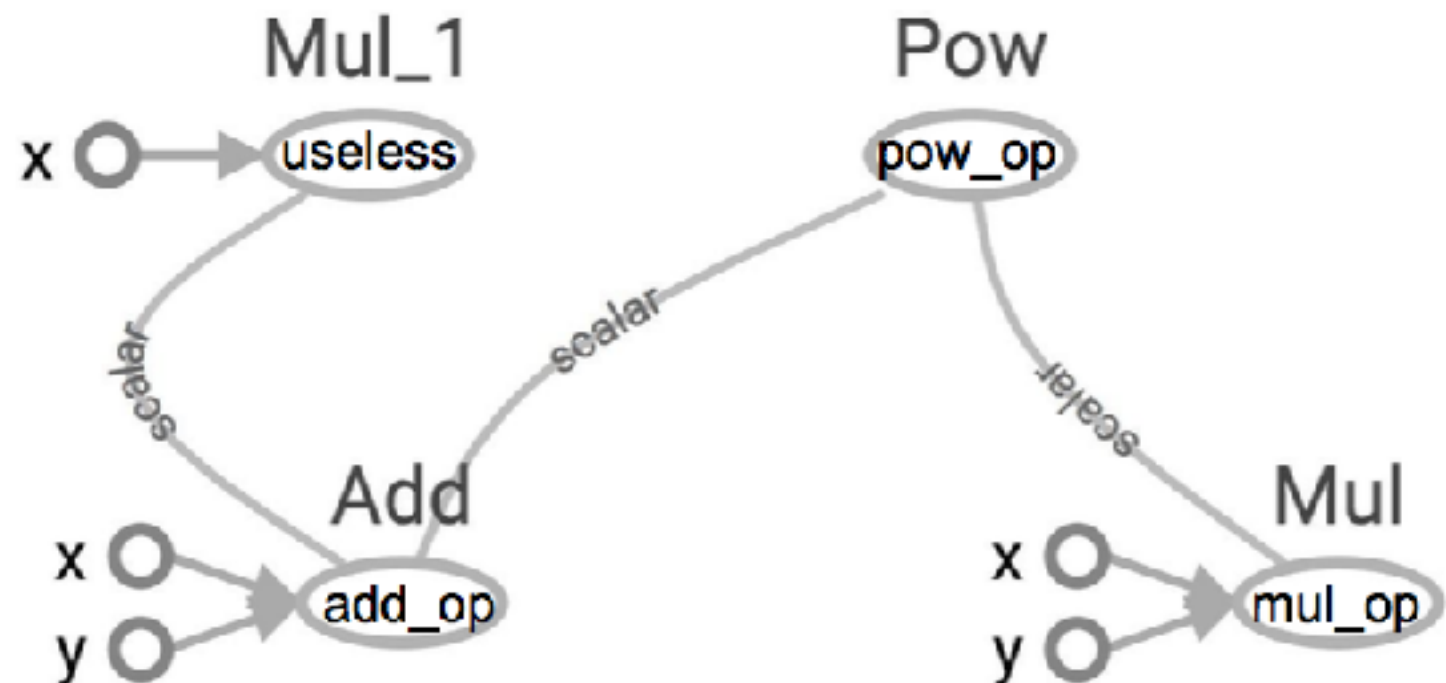 Mul_1
Pow
x
useless
pow_op
scalar
scalar
scalar
Add
Mul
x
add_op
y
x
mul_op
y